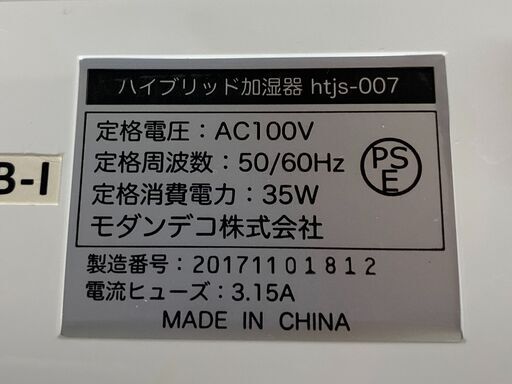 ハイブリッド加湿器 htjs-007
定格電圧：AC100V
定格周波数：50/60Hz
定格消費電力：35W
モダンデコ株式会社
PSE
製造番号：20171101812
電流ヒューズ：3.15A
MADE IN CHINA
3-1